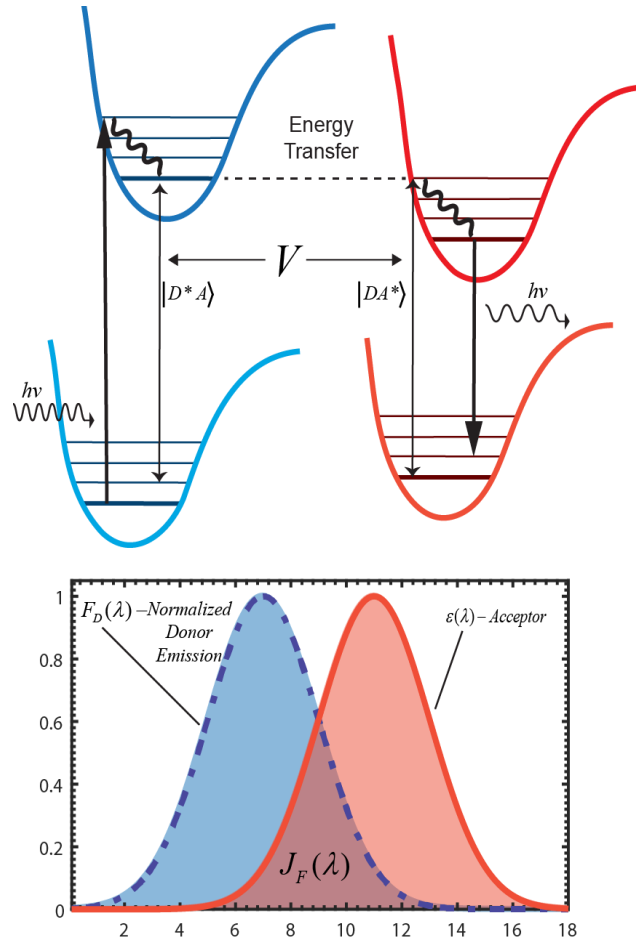 Energy
Transfer
V
|D*A⟩
|DA*⟩
hν
hν
1
F_D(λ)–Normalized
Donor
Emission
ε(λ)–Acceptor
0.8
0.6
0.4
0.2
0
J_F(λ)
2 4 6 8 10 12 14 16 18